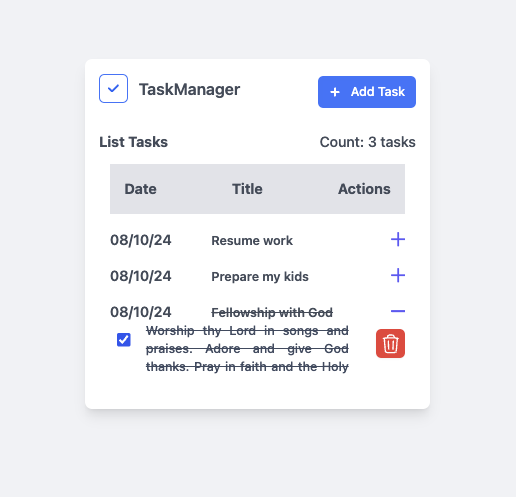 TaskManager
+ Add Task
List Tasks Count: 3 tasks
Date Title Actions
08/10/24 Resume work
08/10/24 Prepare my kids
08/10/24 Fellowship with God
Worship thy Lord in songs and
praises. Adore and give God
thanks. Pray in faith and the Holy